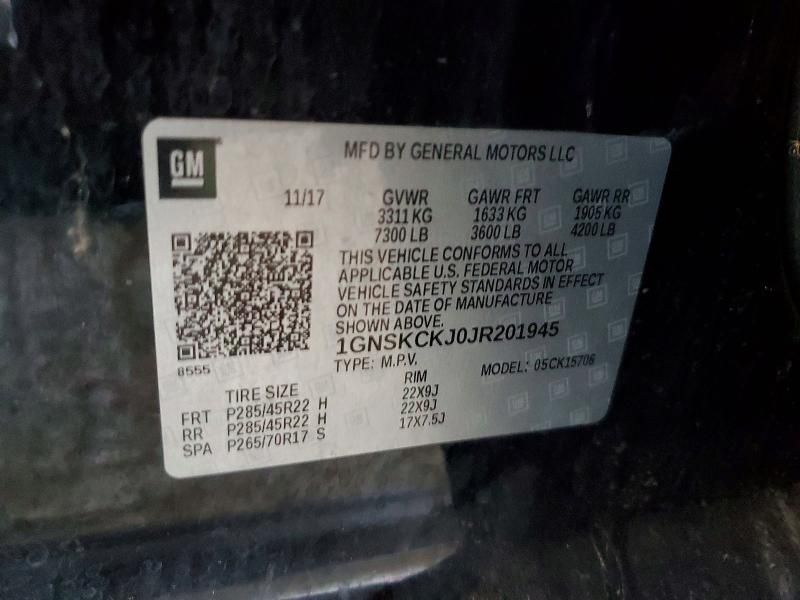 GM
MFD BY GENERAL MOTORS LLC
11/17 GVWR GAWR FRT GAWR RR
3311 KG 1633 KG 1905 KG
7300 LB 3600 LB 4200 LB
THIS VEHICLE CONFORMS TO ALL
APPLICABLE U.S. FEDERAL MOTOR
VEHICLE SAFETY STANDARDS IN EFFECT
ON THE DATE OF MANUFACTURE
SHOWN ABOVE.
1GNSKCKJ0JR201945
TYPE: M.P.V. MODEL: 05CK15706
8555
TIRE SIZE RIM
FRT P285/45R22 H 22X9J
RR P285/45R22 H 22X9J
SPA P265/70R17 S 17X7.5J